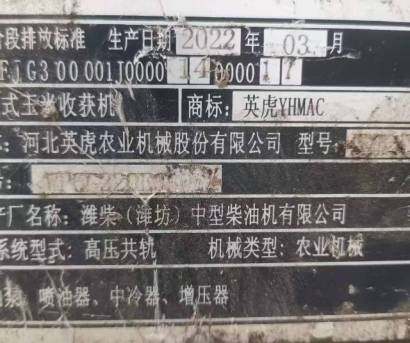 段排放标准 生产日期 2022 年 03 月
FJG300001J0000140000017
式玉米收获机 商标: 英虎YHMAC
河北英虎农业机械股份有限公司 型号:
产厂名称: 潍柴(潍坊)中型柴油机有限公司
系统型式: 高压共轨 机械类型: 农业机械
泵、喷油器、中冷器、增压器